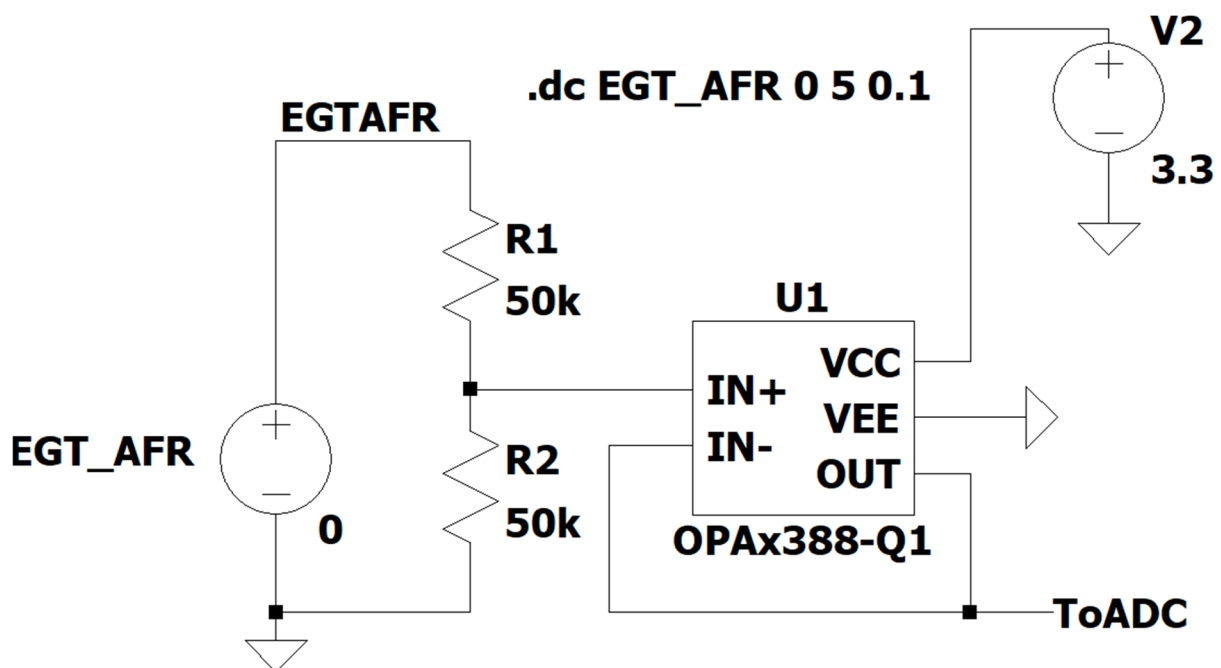 V2
.dc EGT_AFR 0 5 0.1
EGTAFR
3.3
R1
50k
U1
VCC
IN+
VEE
IN-
OUT
EGT_AFR
R2
50k
0
OPAx388-Q1
ToADC